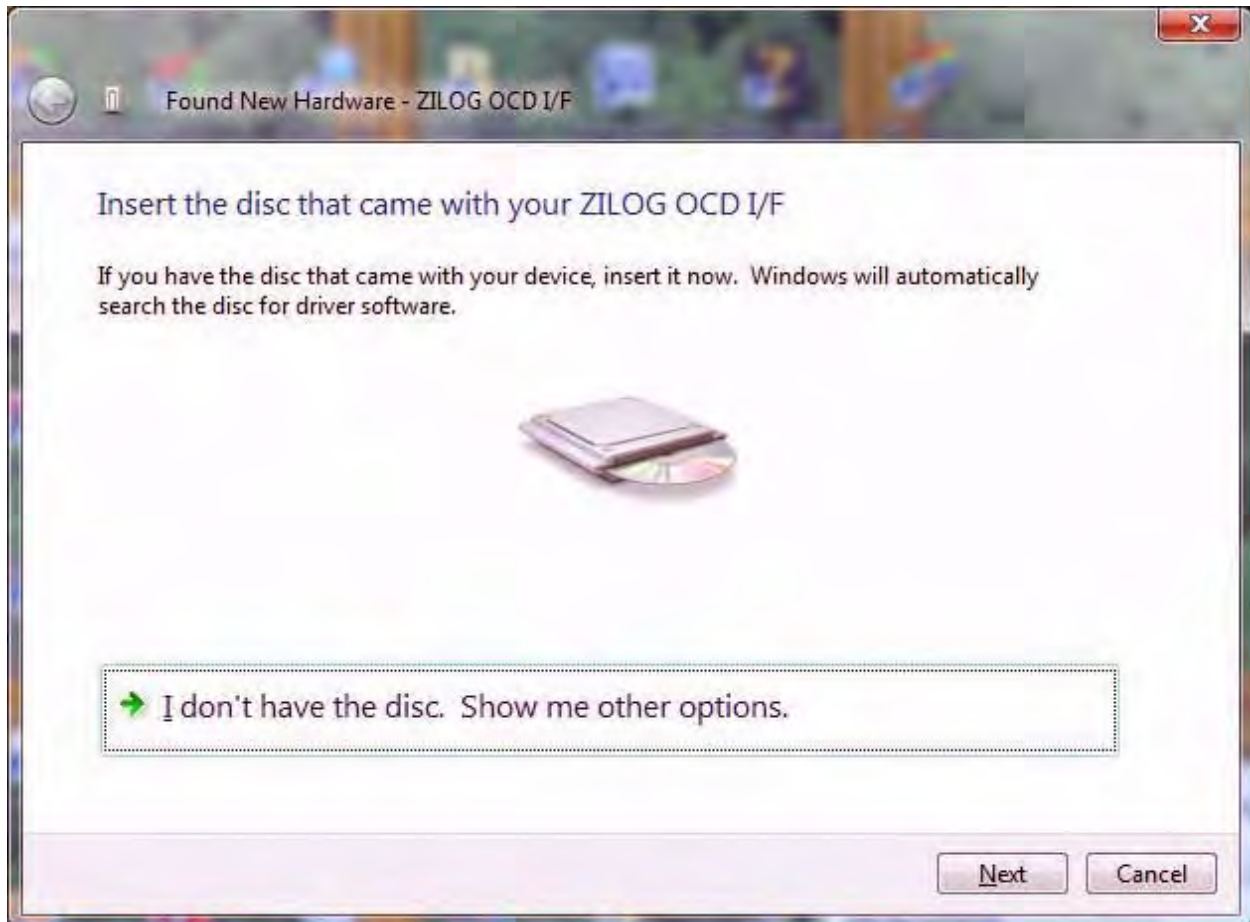 Found New Hardware - ZILOG OCD I/F
Insert the disc that came with your ZILOG OCD I/F
If you have the disc that came with your device, insert it now.  Windows will automatically
search the disc for driver software.
I don't have the disc.  Show me other options.
Next
Cancel